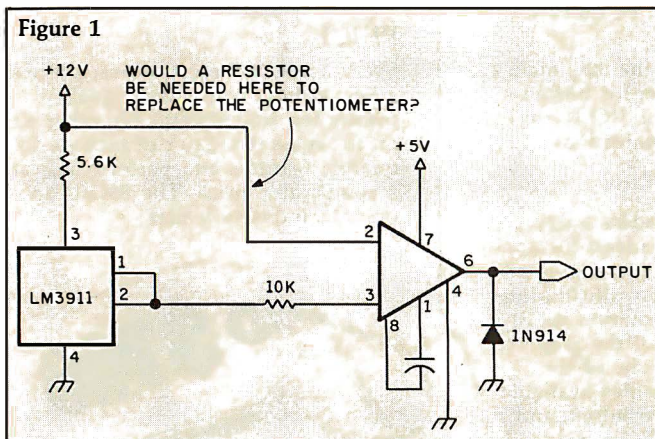 Figure 1
+12V
WOULD A RESISTOR
BE NEEDED HERE TO
REPLACE THE POTENTIOMETER?
5.6K
+5V
3
2
7
1
6
LM3911
2
10K
3
4
OUTPUT
8
1
1N914
4